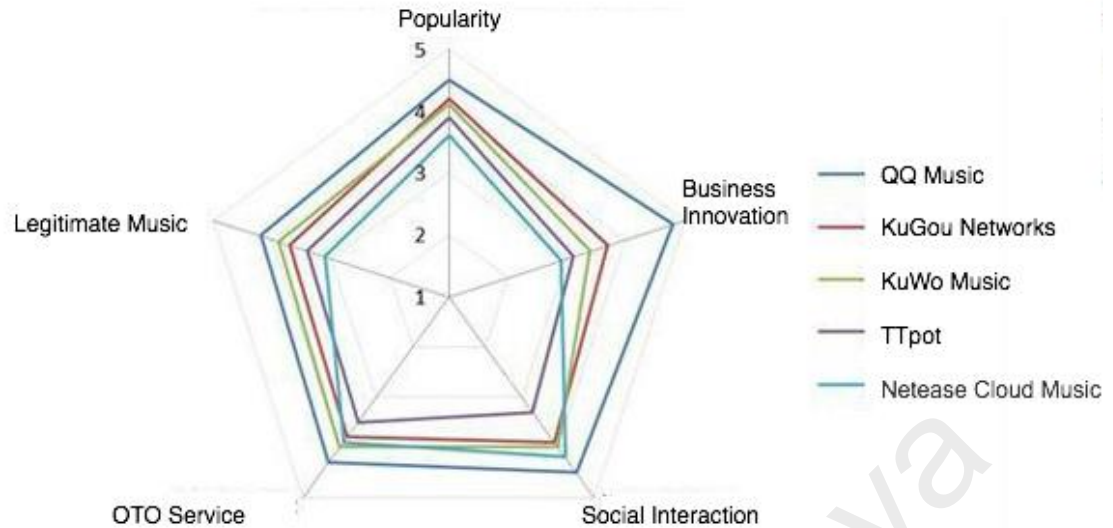 Popularity
5
4
3
2
1
Business
Innovation
Legitimate Music
OTO Service
Social Interaction
QQ Music
KuGou Networks
KuWo Music
TTpot
Netease Cloud Music